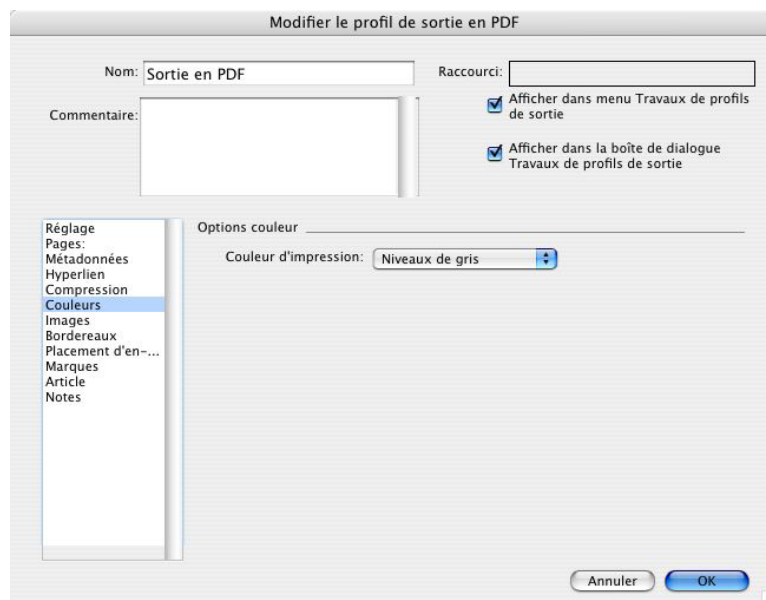 Modifier le profil de sortie en PDF
Nom: Sortie en PDF
Raccourci:
Commentaire:
Afficher dans menu Travaux de profils
de sortie
Afficher dans la boîte de dialogue
Travaux de profils de sortie
Réglage
Pages:
Métadonnées
Hyperlien
Compression
Couleurs
Images
Bordereaux
Placement d'en-...
Marques
Article
Notes
Options couleur
Couleur d'impression: Niveaux de gris
Annuler
OK